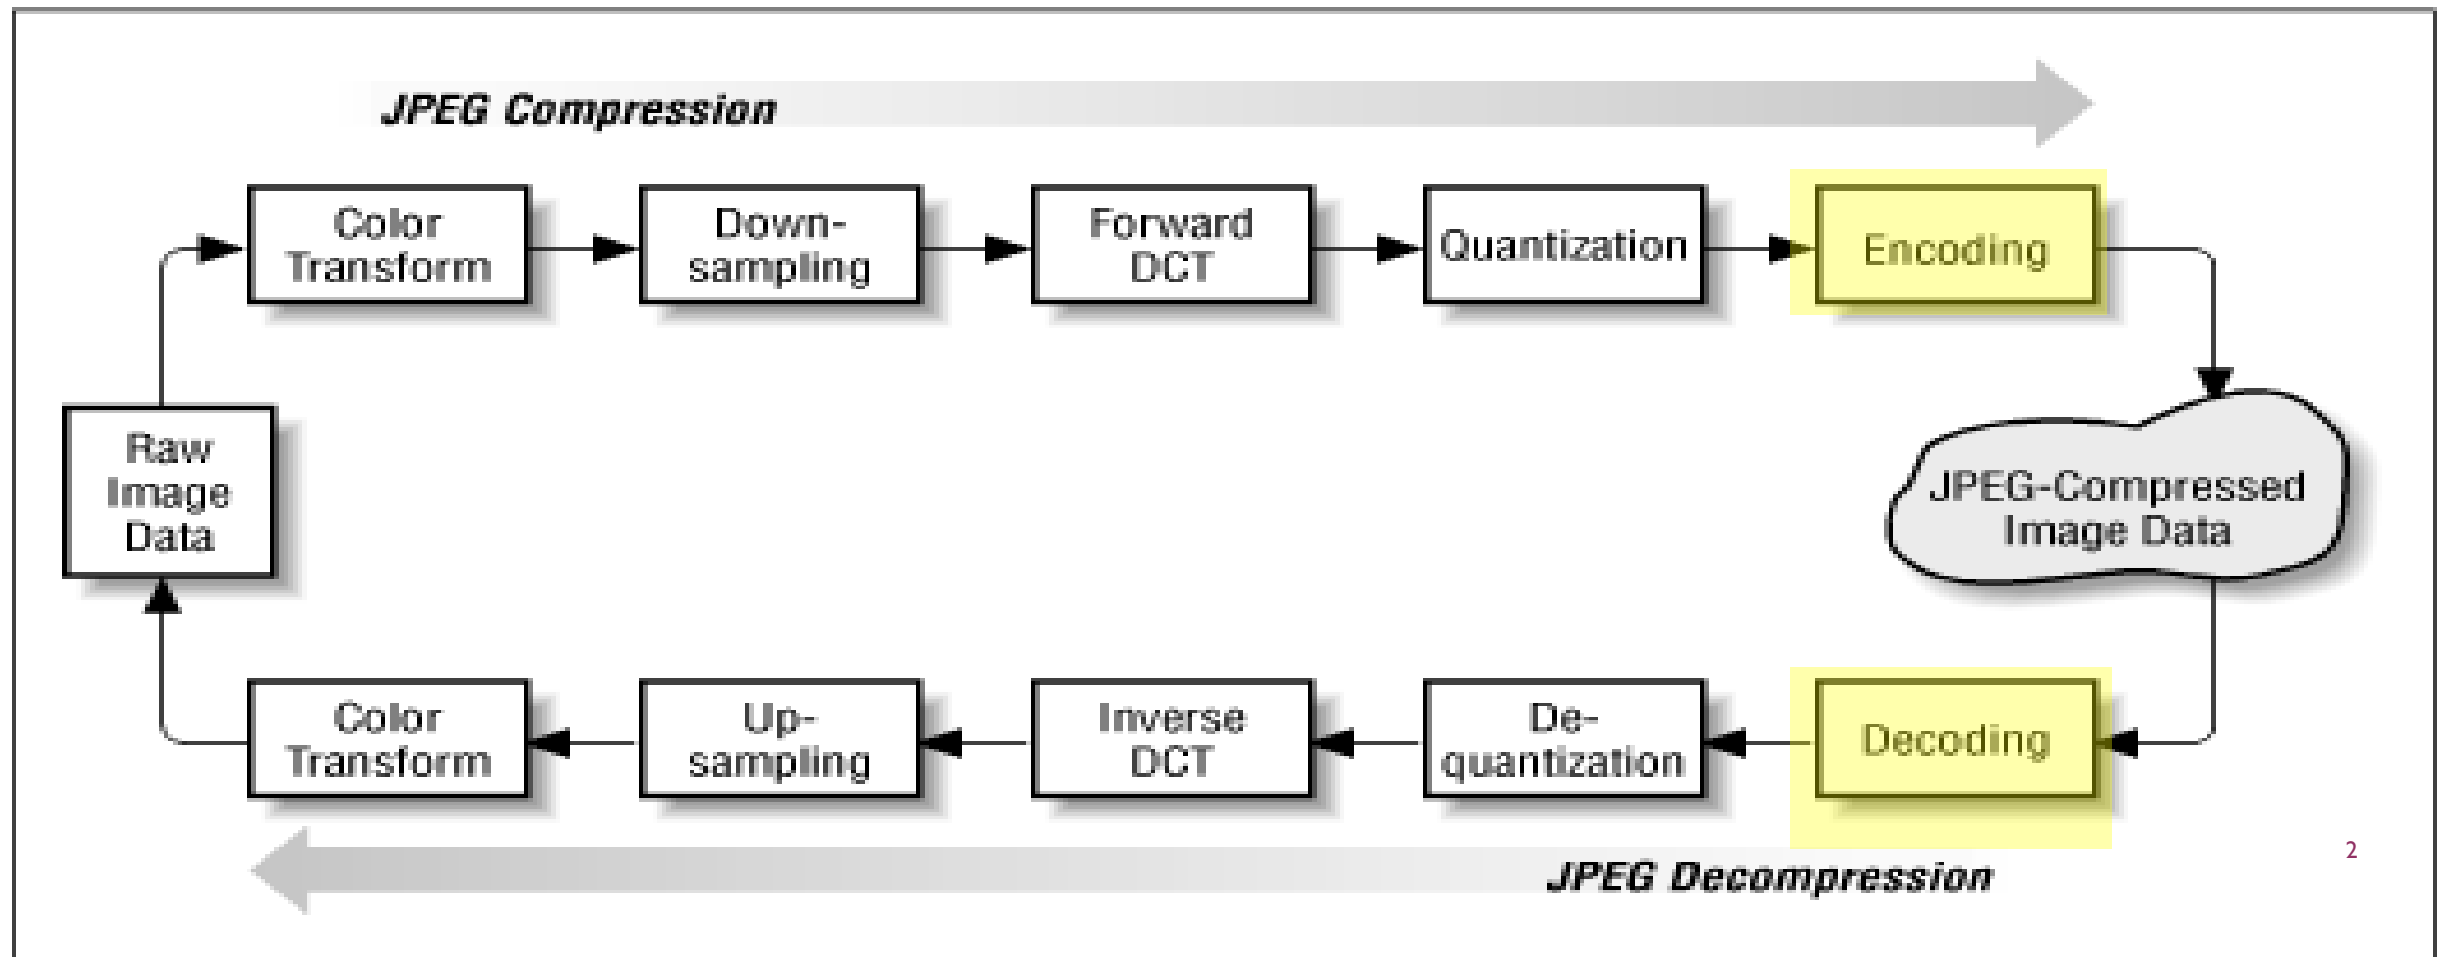 JPEG Compression
Color
Transform
Down-
sampling
Forward
DCT
Quantization
Encoding
Raw
Image
Data
JPEG-Compressed
Image Data
Color
Transform
Up-
sampling
Inverse
DCT
De-
quantization
Decoding
JPEG Decompression
2